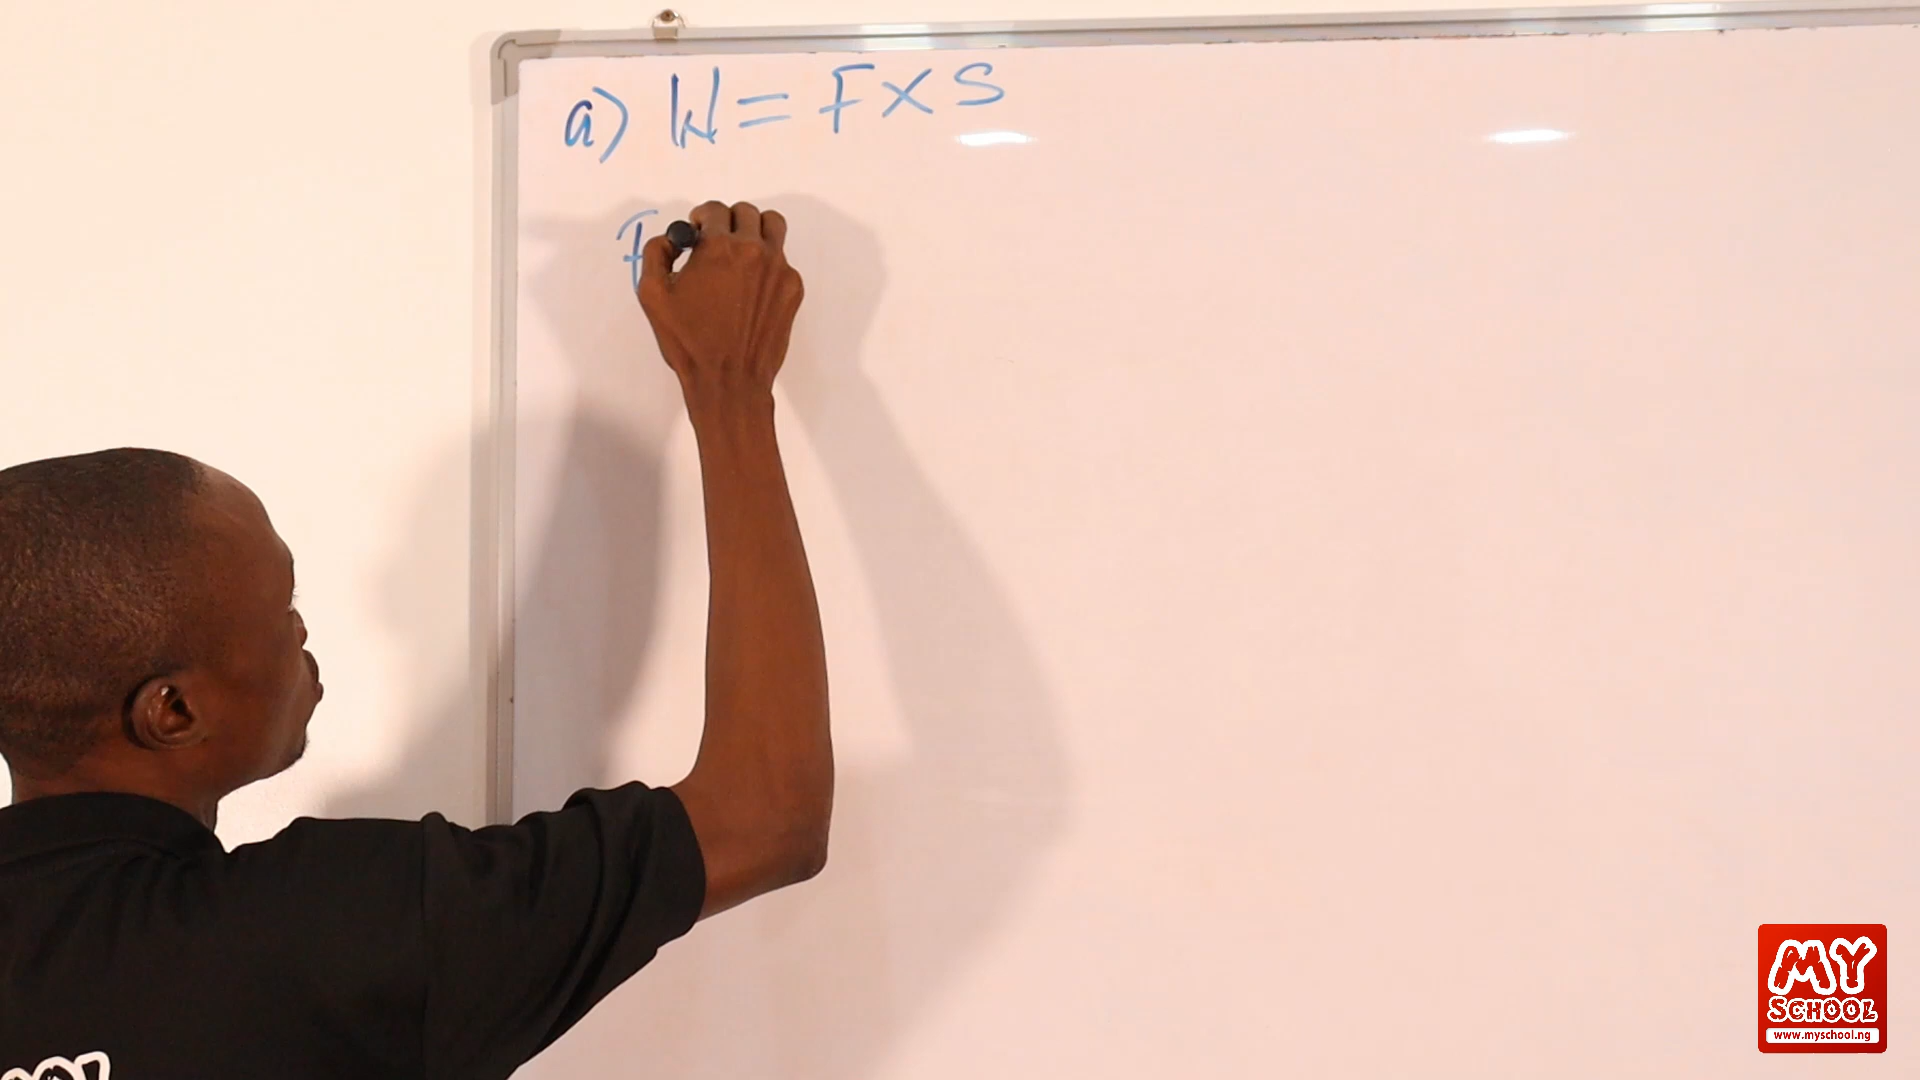 a) W = F X S
F
MY
SCHOOL
www.myschool.ng